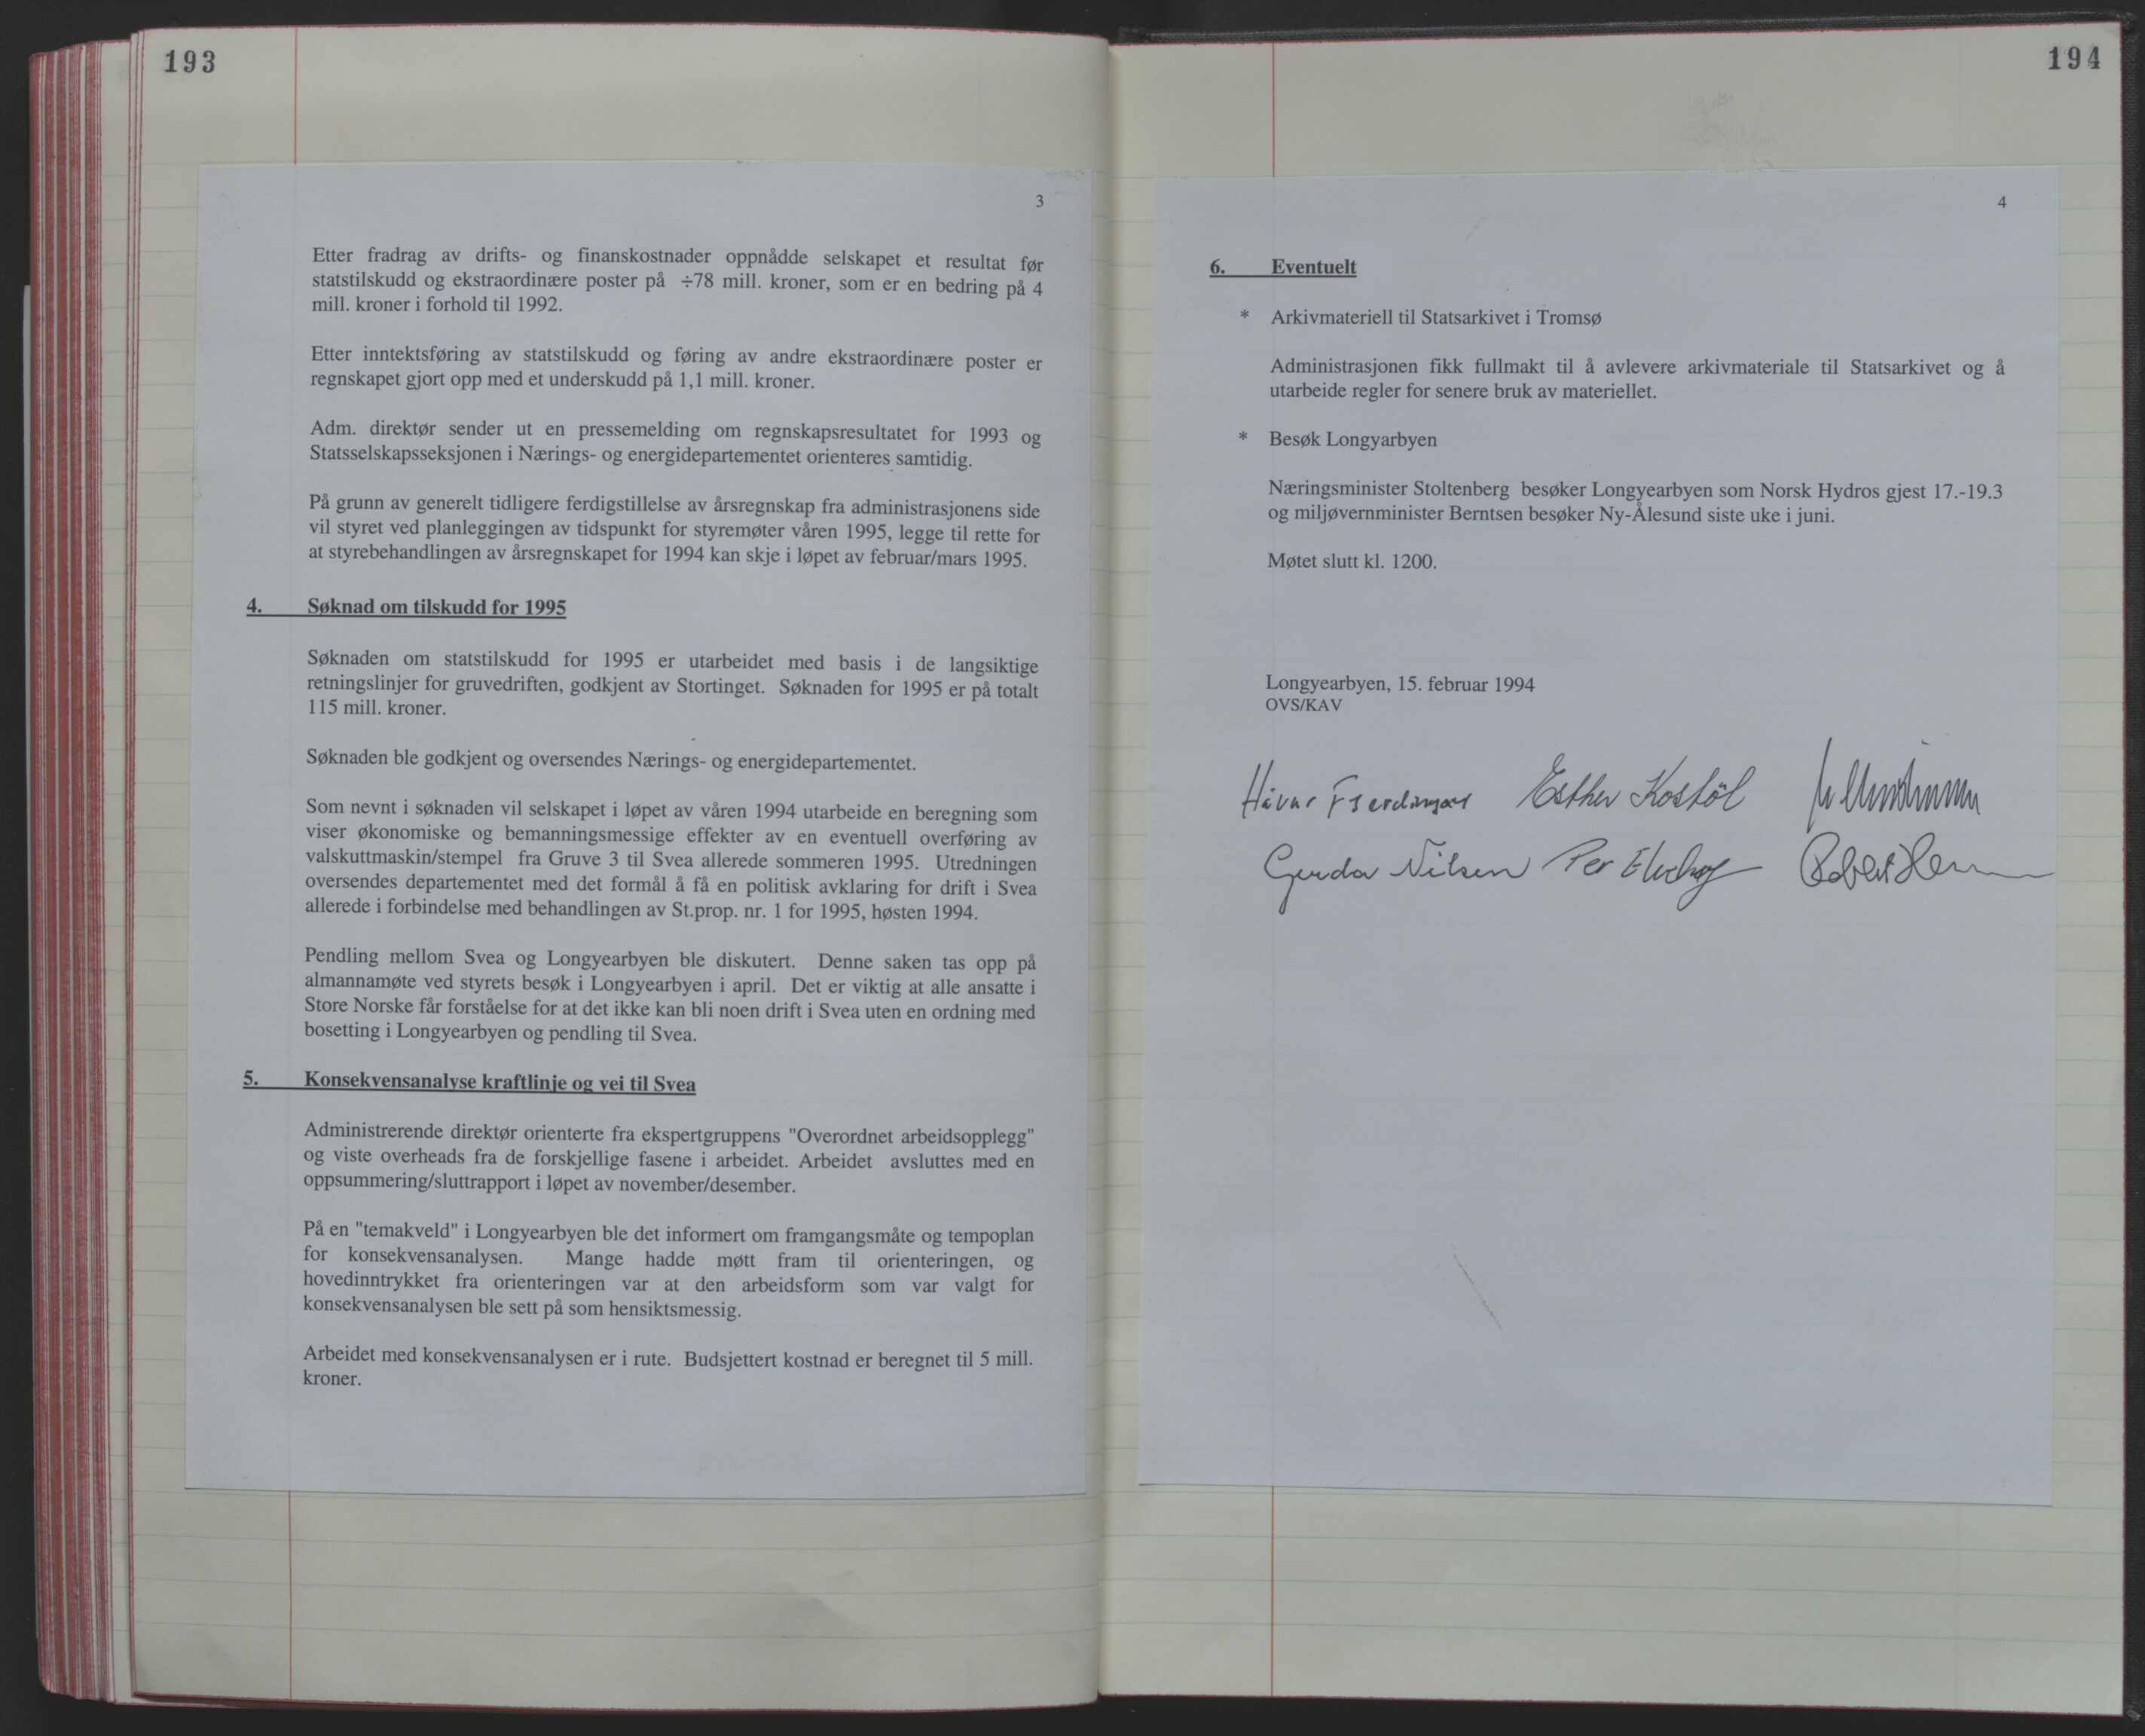 193
3
Etter fradrag av drifts- og finanskostnader oppnådde selskapet et resultat før
statstilskudd og ekstraordinære poster på ÷78 mill. kroner, som er en bedring på 4
mill. kroner i forhold til 1992.
Etter inntektsføring av statstilskudd og føring av andre ekstraordinære poster er
regnskapet gjort opp med et underskudd på 1,1 mill. kroner.
Adm. direktør sender ut en pressemelding om regnskapsresultatet for 1993 og
Statsselskapsseksjonen i Nærings- og energidepartementet orienteres samtidig.
På grunn av generelt tidligere ferdigstillelse av årsregnskap fra administrasjonens side
vil styret ved planleggingen av tidspunkt for styremøter våren 1995, legge til rette for
at styrebehandlingen av årsregnskapet for 1994 kan skje i løpet av februar/mars 1995.
4. Søknad om tilskudd for 1995
Søknaden om statstilskudd for 1995 er utarbeidet med basis i de langsiktige
retningslinjer for gruvedriften, godkjent av Stortinget. Søknaden for 1995 er på totalt
115 mill. kroner.
Søknaden ble godkjent og oversendes Nærings- og energidepartementet.
Som nevnt i søknaden vil selskapet i løpet av våren 1994 utarbeide en beregning som
viser økonomiske og bemanningsmessige effekter av en eventuell overføring av
valskuttmaskin/stempel fra Gruve 3 til Svea allerede sommeren 1995. Utredningen
oversendes departementet med det formål å få en politisk avklaring for drift i Svea
allerede i forbindelse med behandlingen av St.prop. nr. 1 for 1995, høsten 1994.
Pendling mellom Svea og Longyearbyen ble diskutert. Denne saken tas opp på
almannamøte ved styrets besøk i Longyearbyen i april. Det er viktig at alle ansatte i
Store Norske får forståelse for at det ikke kan bli noen drift i Svea uten en ordning med
bosetting i Longyearbyen og pendling til Svea.
5. Konsekvensanalyse kraftlinje og vei til Svea
Administrerende direktør orienterte fra ekspertgruppens "Overordnet arbeidsopplegg"
og viste overheads fra de forskjellige fasene i arbeidet. Arbeidet avsluttes med en
oppsummering/sluttrapport i løpet av november/desember.
På en "temakveld" i Longyearbyen ble det informert om framgangsmåte og tempoplan
for konsekvensanalysen. Mange hadde møtt fram til orienteringen, og
hovedinntrykket fra orienteringen var at den arbeidsform som var valgt for
konsekvensanalysen ble sett på som hensiktsmessig.
Arbeidet med konsekvensanalysen er i rute. Budsjettert kostnad er beregnet til 5 mill.
kroner.
194
4
6. Eventuelt
* Arkivmateriell til Statsarkivet i Tromsø
Administrasjonen fikk fullmakt til å avlevere arkivmateriale til Statsarkivet og å
utarbeide regler for senere bruk av materiellet.
* Besøk Longyarbyen
Næringsminister Stoltenberg besøker Longyearbyen som Norsk Hydros gjest 17.-19.3
og miljøvernminister Berntsen besøker Ny-Ålesund siste uke i juni.
Møtet slutt kl. 1200.
Longyearbyen, 15. februar 1994
OVS/KAV
Esther Kostøl
Gerda Nilsen Per